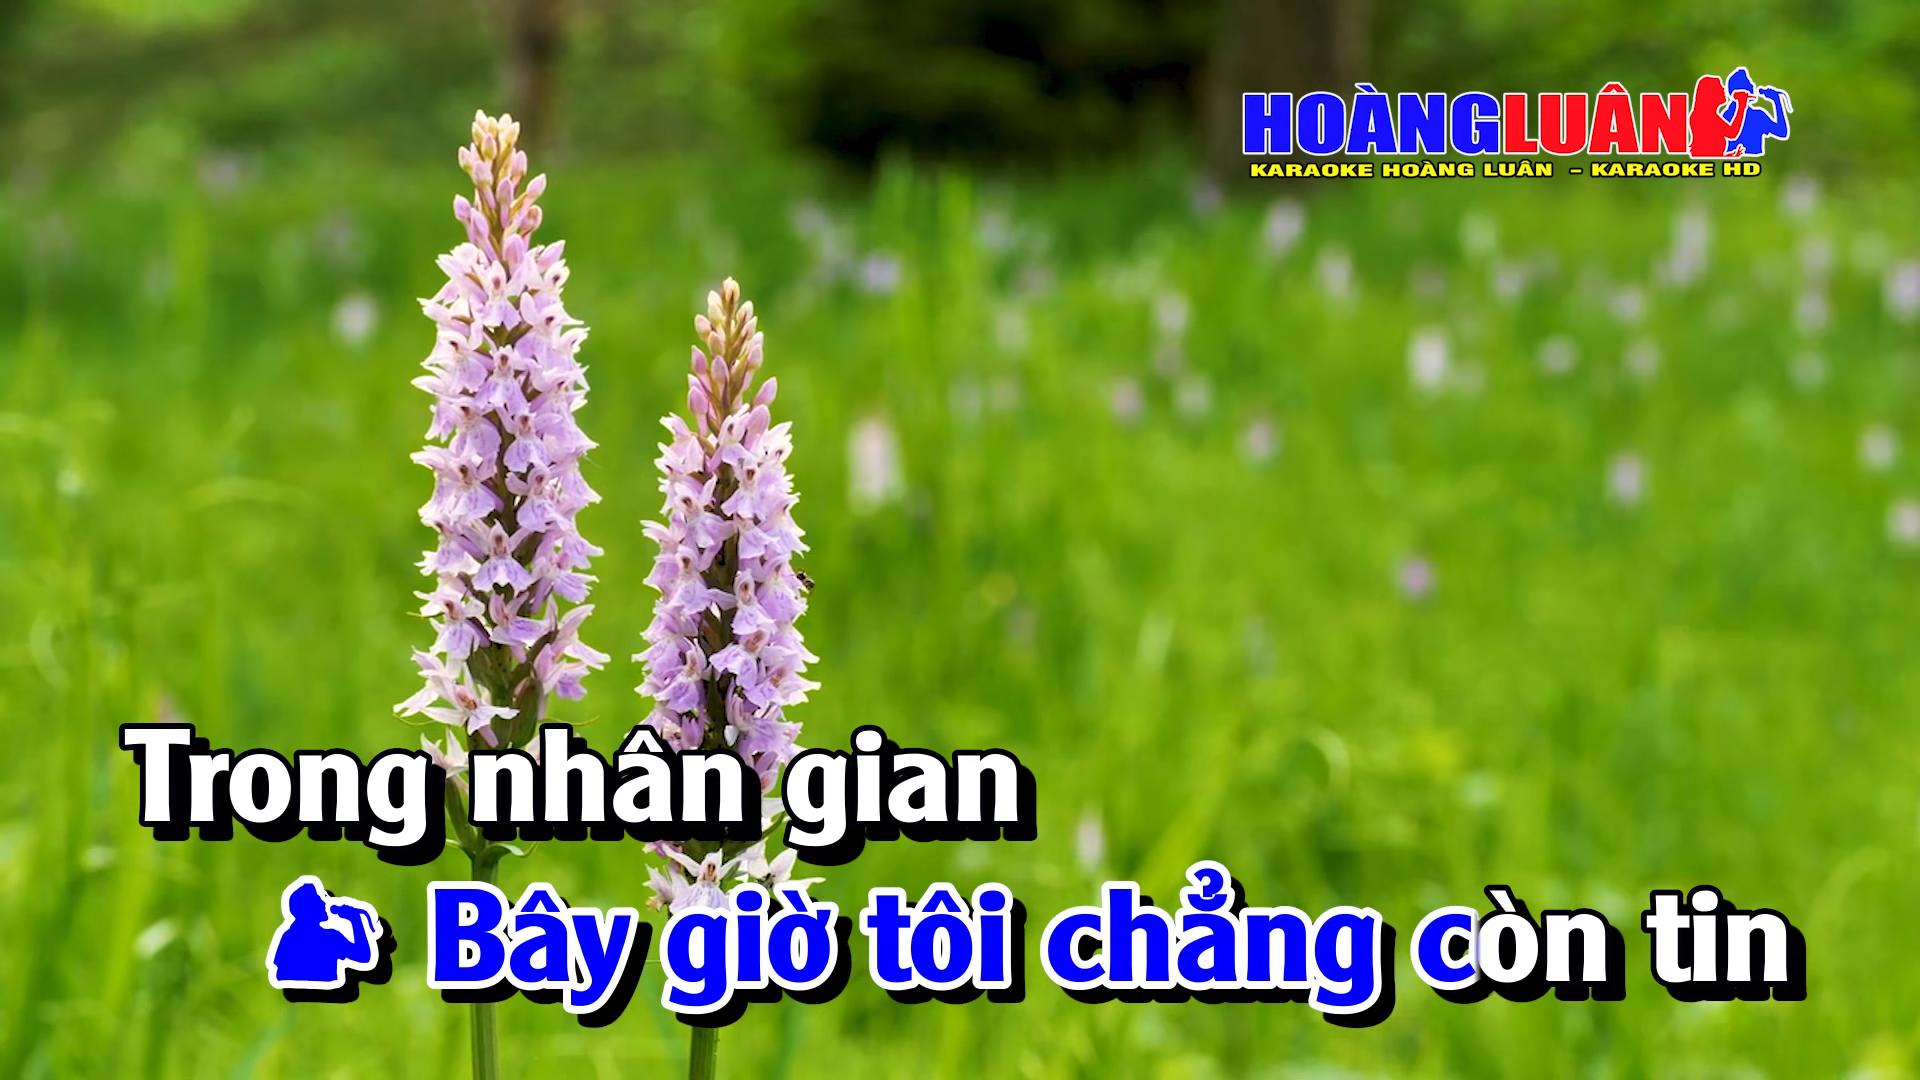 HOÀNGLUÂN
KARAOKE HOÀNG LUÂN - KARAOKE HD
Trong nhân gian
Bây giờ tôi chẳng còn tin